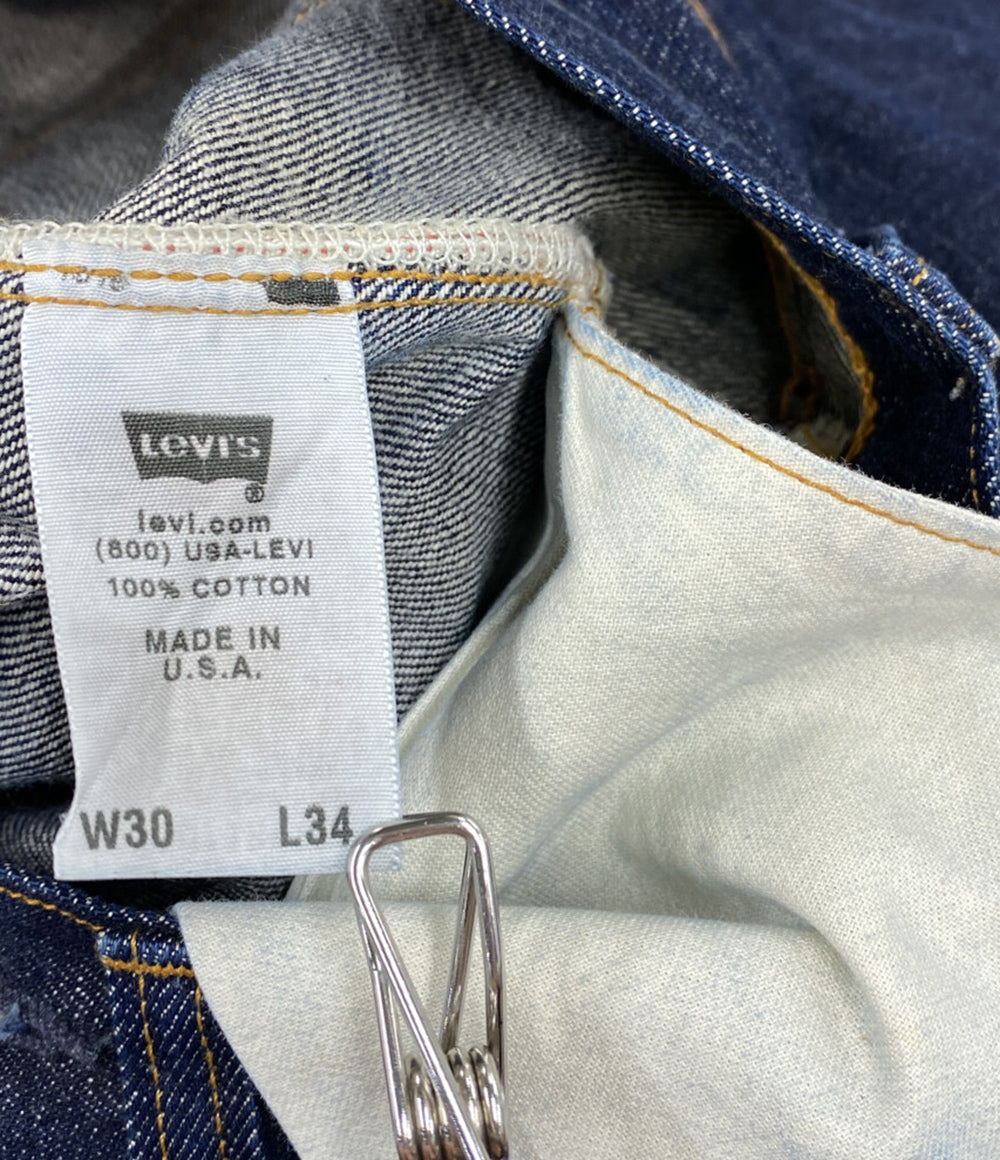 LEVI'S
®
levi.com
(800) USA-LEVI
100% COTTON
MADE IN
U.S.A.
W30 L34